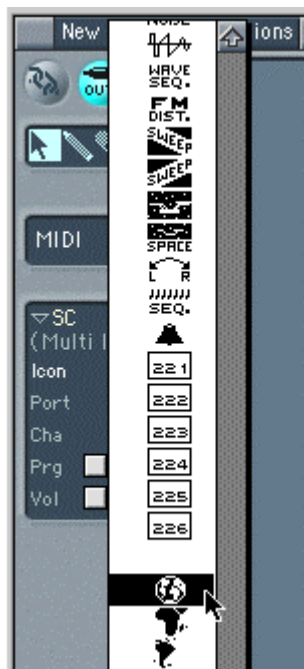 New
ions
NOISE
WAVE
SEQ.
OUT
FM
DIST.
SWEEP
SWEEP
SPACE
L R
MIDI
SEQ.
SC
(Multi I
Icon
Port
Cha
Prg
Vol
221
222
223
224
225
226